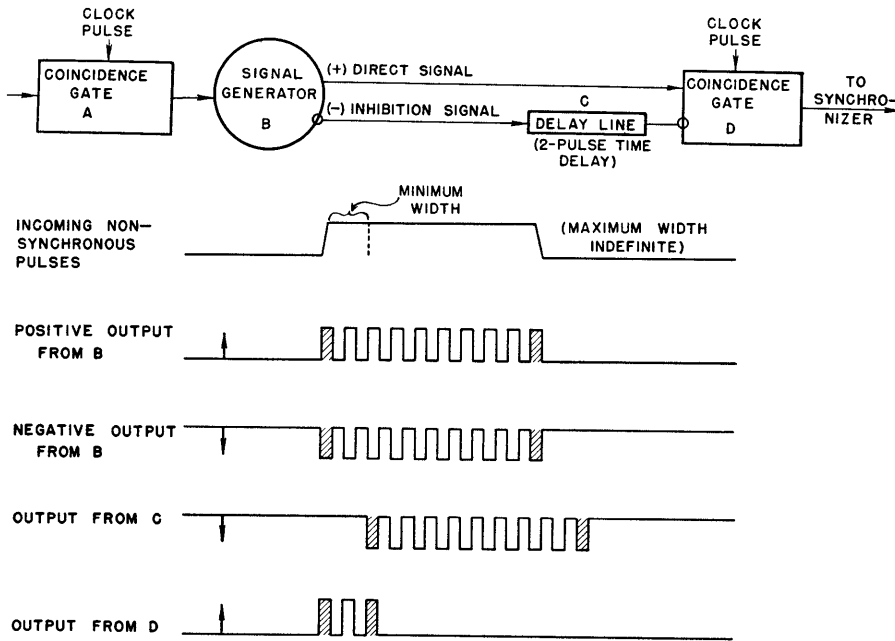 CLOCK
PULSE
COINCIDENCE
GATE
A
SIGNAL
GENERATOR
B
(+) DIRECT SIGNAL
(−) INHIBITION SIGNAL
C
DELAY LINE
(2-PULSE TIME
DELAY)
CLOCK
PULSE
COINCIDENCE
GATE
D
TO
SYNCHRO-
NIZER
INCOMING NON-
SYNCHRONOUS
PULSES
MINIMUM
WIDTH
(MAXIMUM WIDTH
INDEFINITE)
POSITIVE OUTPUT
FROM B
NEGATIVE OUTPUT
FROM B
OUTPUT FROM C
OUTPUT FROM D